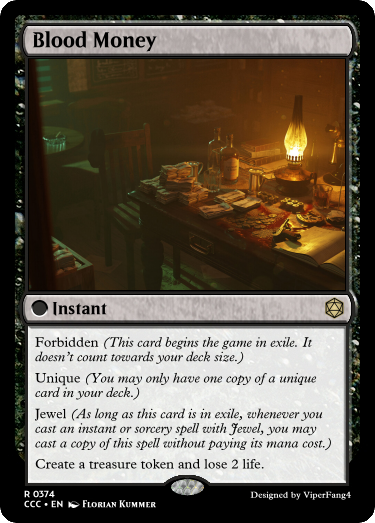 Blood Money
Instant
Forbidden (This card begins the game in exile. It
doesn't count towards your deck size.)
Unique (You may only have one copy of a unique
card in your deck.)
Jewel (As long as this card is in exile, whenever you
cast an instant or sorcery spell with Jewel, you may
cast a copy of this spell without paying its mana cost.)
Create a treasure token and lose 2 life.
R 0374
CCC • EN Florian Kummer
Designed by ViperFang4